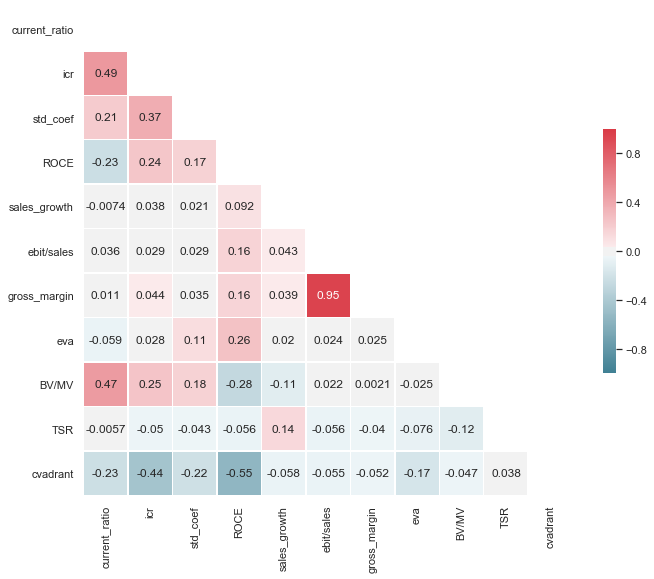 current_ratio
icr 0.49
std_coef 0.21 0.37
ROCE -0.23 0.24 0.17
sales_growth -0.0074 0.038 0.021 0.092
ebit/sales 0.036 0.029 0.029 0.16 0.043
gross_margin 0.011 0.044 0.035 0.16 0.039 0.95
eva -0.059 0.028 0.11 0.26 0.02 0.024 0.025
BV/MV 0.47 0.25 0.18 -0.28 -0.11 0.022 0.0021 -0.025
TSR -0.0057 -0.05 -0.043 -0.056 0.14 -0.056 -0.04 -0.076 -0.12
cvadrant -0.23 -0.44 -0.22 -0.55 -0.058 -0.055 -0.052 -0.17 -0.047 0.038
current_ratio icr std_coef ROCE sales_growth ebit/sales gross_margin eva BV/MV TSR cvadrant
0.8
0.4
0.0
-0.4
-0.8